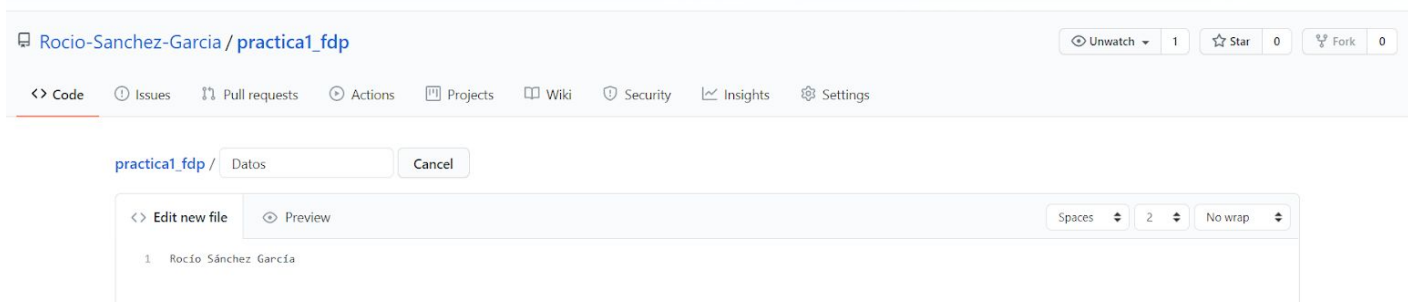 Rocio-Sanchez-Garcia / practica1_fdp Unwatch 1 Star 0 Fork 0
<> Code Issues Pull requests Actions Projects Wiki Security Insights Settings
practica1_fdp / Datos Cancel
<> Edit new file Preview Spaces 2 No wrap
1 Rocío Sánchez García